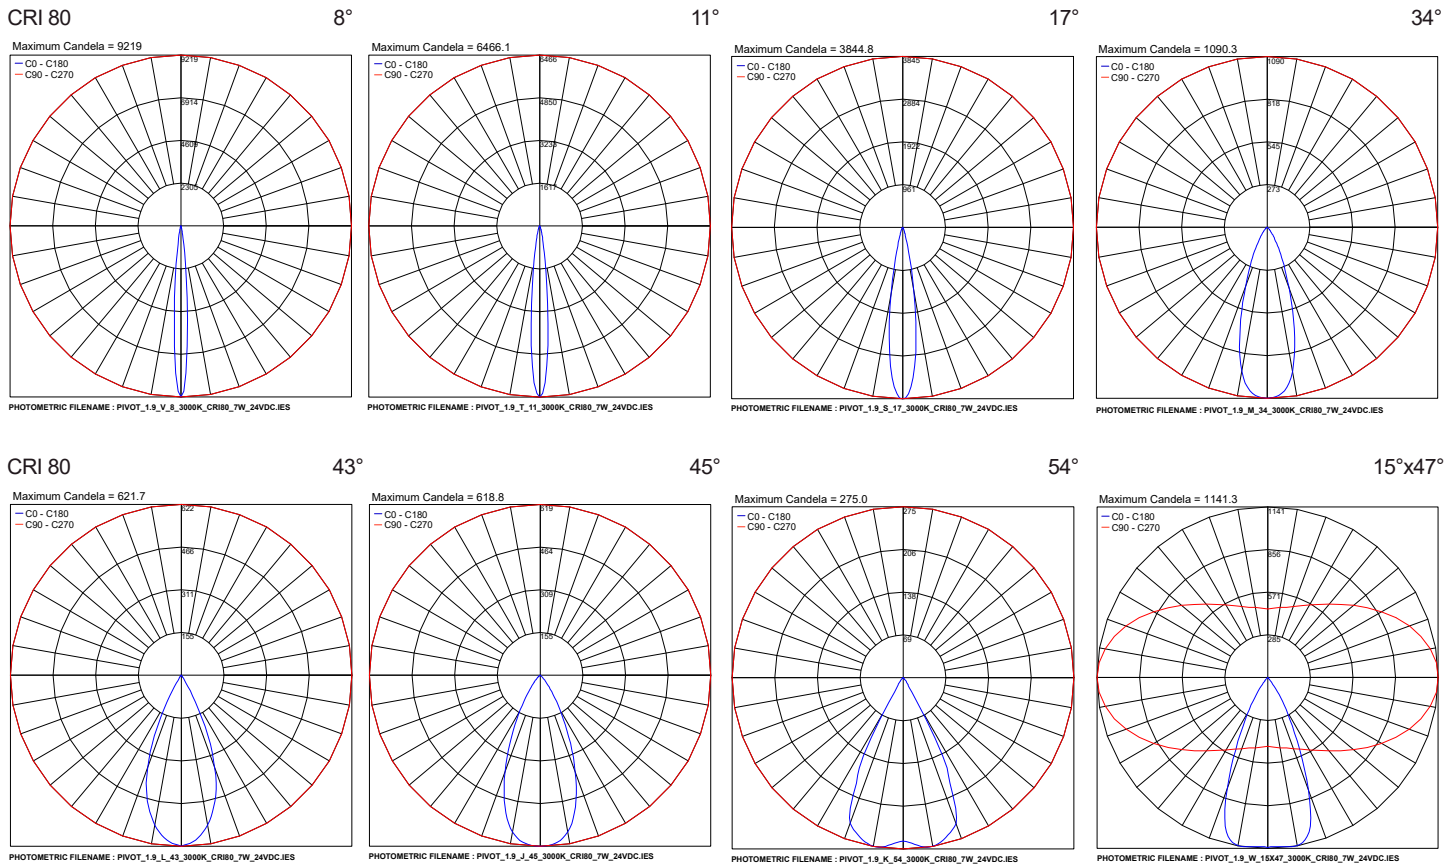 CRI 80
8°
Maximum Candela = 9219
C0 - C180
C90 - C270
9219
6914
4609
2305
PHOTOMETRIC FILENAME : PIVOT_1.9_V_8_3000K_CRI80_7W_24VDC.IES
11°
Maximum Candela = 6466.1
C0 - C180
C90 - C270
6466
4850
3233
1617
PHOTOMETRIC FILENAME : PIVOT_1.9_T_11_3000K_CRI80_7W_24VDC.IES
17°
Maximum Candela = 3844.8
C0 - C180
C90 - C270
3845
2884
1922
961
PHOTOMETRIC FILENAME : PIVOT_1.9_S_17_3000K_CRI80_7W_24VDC.IES
34°
Maximum Candela = 1090.3
C0 - C180
C90 - C270
1090
818
545
273
PHOTOMETRIC FILENAME : PIVOT_1.9_M_34_3000K_CRI80_7W_24VDC.IES
CRI 80
43°
Maximum Candela = 621.7
C0 - C180
C90 - C270
622
466
311
155
PHOTOMETRIC FILENAME : PIVOT_1.9_L_43_3000K_CRI80_7W_24VDC.IES
45°
Maximum Candela = 618.8
C0 - C180
C90 - C270
619
464
309
155
PHOTOMETRIC FILENAME : PIVOT_1.9_J_45_3000K_CRI80_7W_24VDC.IES
54°
Maximum Candela = 275.0
C0 - C180
C90 - C270
275
206
138
69
PHOTOMETRIC FILENAME : PIVOT_1.9_K_54_3000K_CRI80_7W_24VDC.IES
15°x47°
Maximum Candela = 1141.3
C0 - C180
C90 - C270
1141
856
571
285
PHOTOMETRIC FILENAME : PIVOT_1.9_W_15X47_3000K_CRI80_7W_24VDC.IES